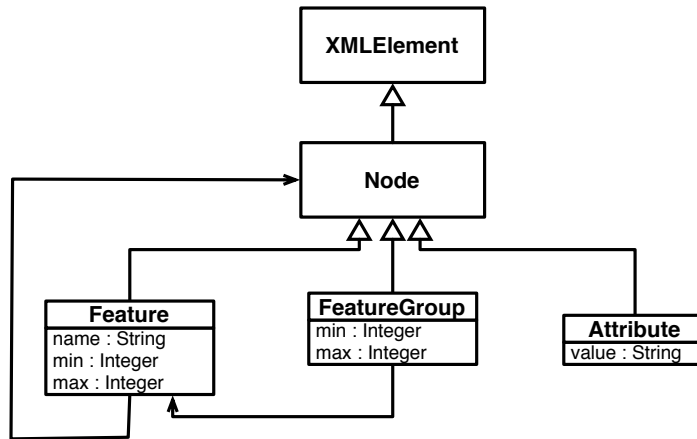 XMLElement
Node
Feature
name : String
min : Integer
max : Integer
FeatureGroup
min : Integer
max : Integer
Attribute
value : String